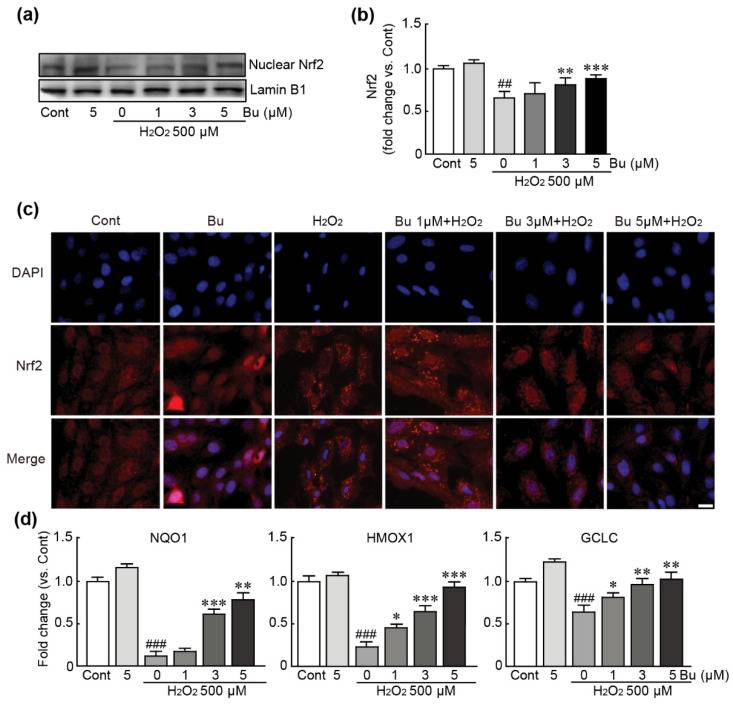 (a)
Nuclear Nrf2
Lamin B1
Cont 5 0 1 3 5 Bu (µM)
H₂O₂ 500 µM
(b)
Nrf2
(fold change vs. Cont)
1.5
1.0
0.5
0
## ** ***
Cont 5 0 1 3 5 Bu (µM)
H₂O₂ 500 µM
(c)
Cont Bu H₂O₂ Bu 1µM+H₂O₂ Bu 3µM+H₂O₂ Bu 5µM+H₂O₂
DAPI
Nrf2
Merge
(d)
Fold change (vs. Cont)
NQO1
1.5
1.0
0.5
0
### *** **
Cont 5 0 1 3 5
H₂O₂ 500 µM
HMOX1
1.5
1.0
0.5
0
### * *** ***
Cont 5 0 1 3 5
H₂O₂ 500 µM
GCLC
1.5
1.0
0.5
0
### * ** **
Cont 5 0 1 3 5 Bu (µM)
H₂O₂ 500 µM